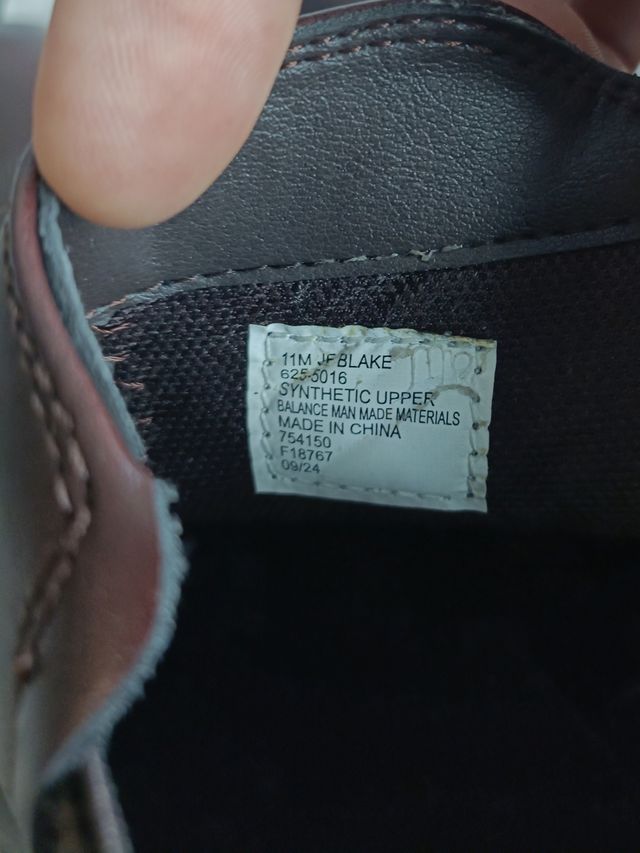 11M JFBLAKE
625-5016
SYNTHETIC UPPER
BALANCE MAN MADE MATERIALS
MADE IN CHINA
754150
F18767
09/24